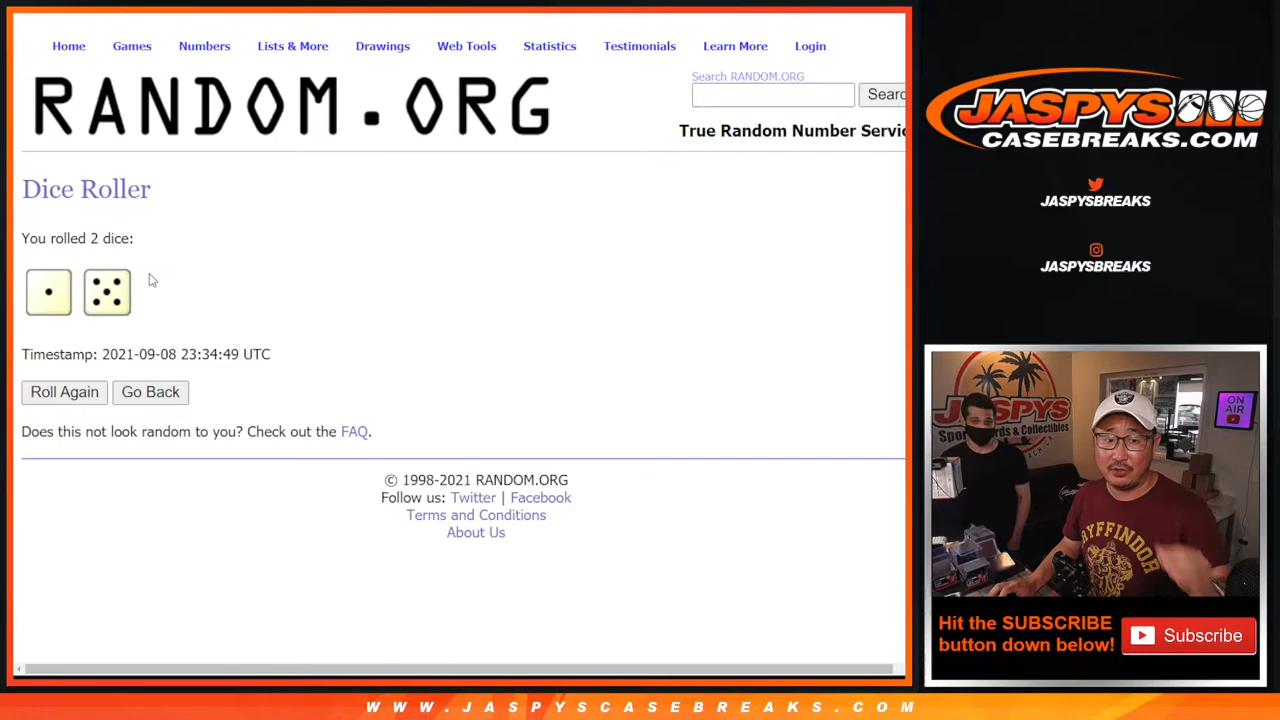 Home Games Numbers Lists & More Drawings Web Tools Statistics Testimonials Learn More Login
RANDOM.ORG
Search RANDOM.ORG
Searc
True Random Number Servic
Dice Roller
You rolled 2 dice:
Timestamp: 2021-09-08 23:34:49 UTC
Roll Again Go Back
Does this not look random to you? Check out the FAQ.
© 1998-2021 RANDOM.ORG
Follow us: Twitter | Facebook
Terms and Conditions
About Us
JASPYS
CASEBREAKS.COM
JASPYSBREAKS
JASPYSBREAKS
JASPYS
ON
AIR
GRYFFINDOR
Hit the SUBSCRIBE
button down below!
Subscribe
WWW.JASPYSCASEBREAKS.COM